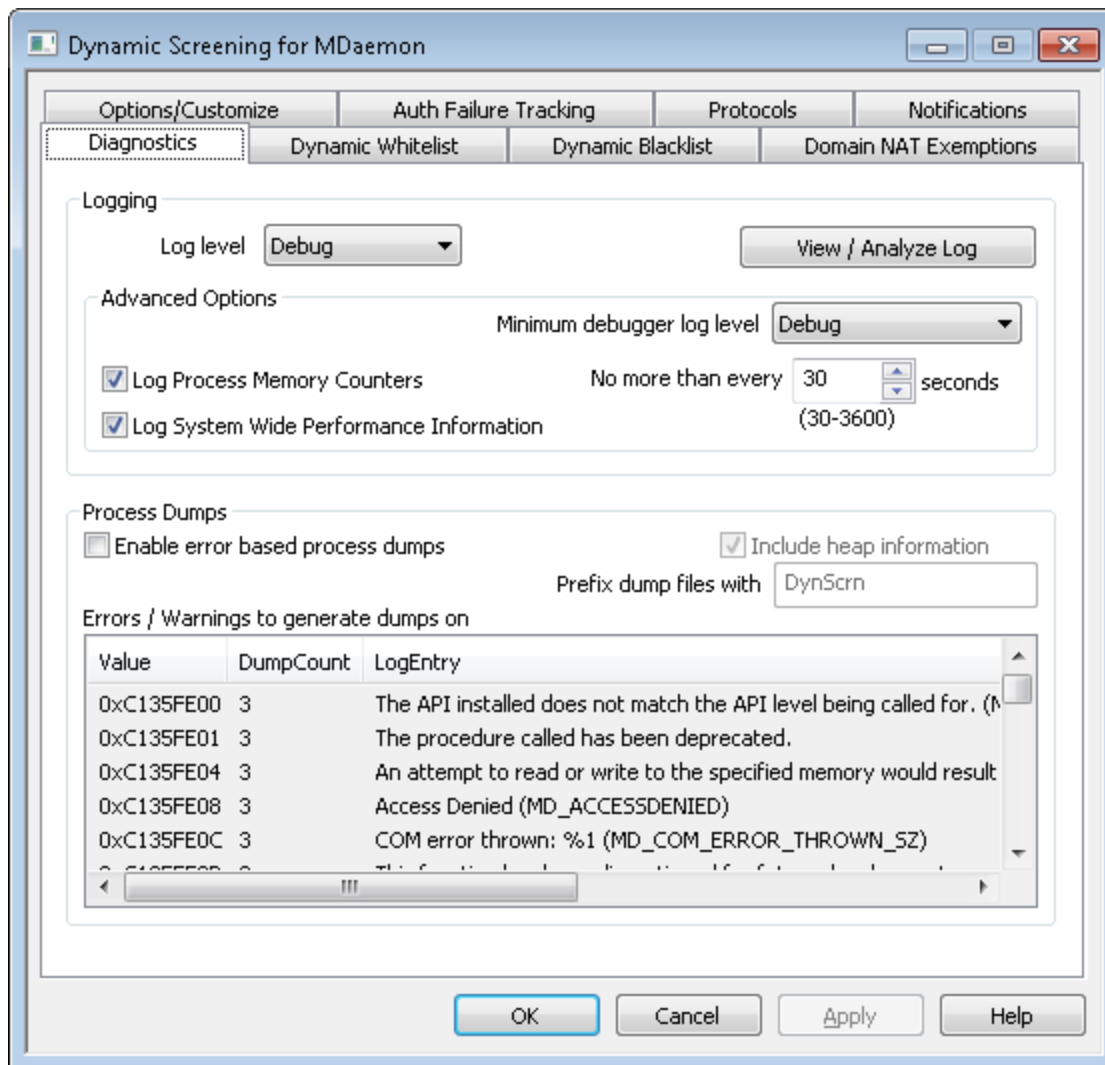 Dynamic Screening for MDaemon
Options/Customize Auth Failure Tracking Protocols Notifications
Diagnostics Dynamic Whitelist Dynamic Blacklist Domain NAT Exemptions
Logging
Log level Debug View / Analyze Log
Advanced Options
Minimum debugger log level Debug
Log Process Memory Counters No more than every 30 seconds
Log System Wide Performance Information (30-3600)
Process Dumps
Enable error based process dumps Include heap information
Prefix dump files with DynScrn
Errors / Warnings to generate dumps on
Value DumpCount LogEntry
0xC135FE00 3 The API installed does not match the API level being called for. (M
0xC135FE01 3 The procedure called has been deprecated.
0xC135FE04 3 An attempt to read or write to the specified memory would result
0xC135FE08 3 Access Denied (MD_ACCESSDENIED)
0xC135FE0C 3 COM error thrown: %1 (MD_COM_ERROR_THROWN_SZ)
OK Cancel Apply Help